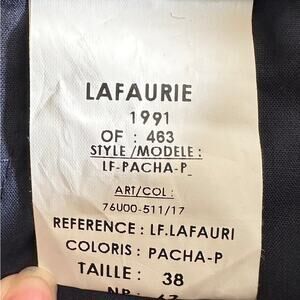 LAFAURIE
1991
OF : 463
STYLE/MODELE :
LF-PACHA-P_
ART/COL :
76U00-511/17
REFERENCE : LF.LAFAURI
COLORIS : PACHA-P
TAILLE : 38